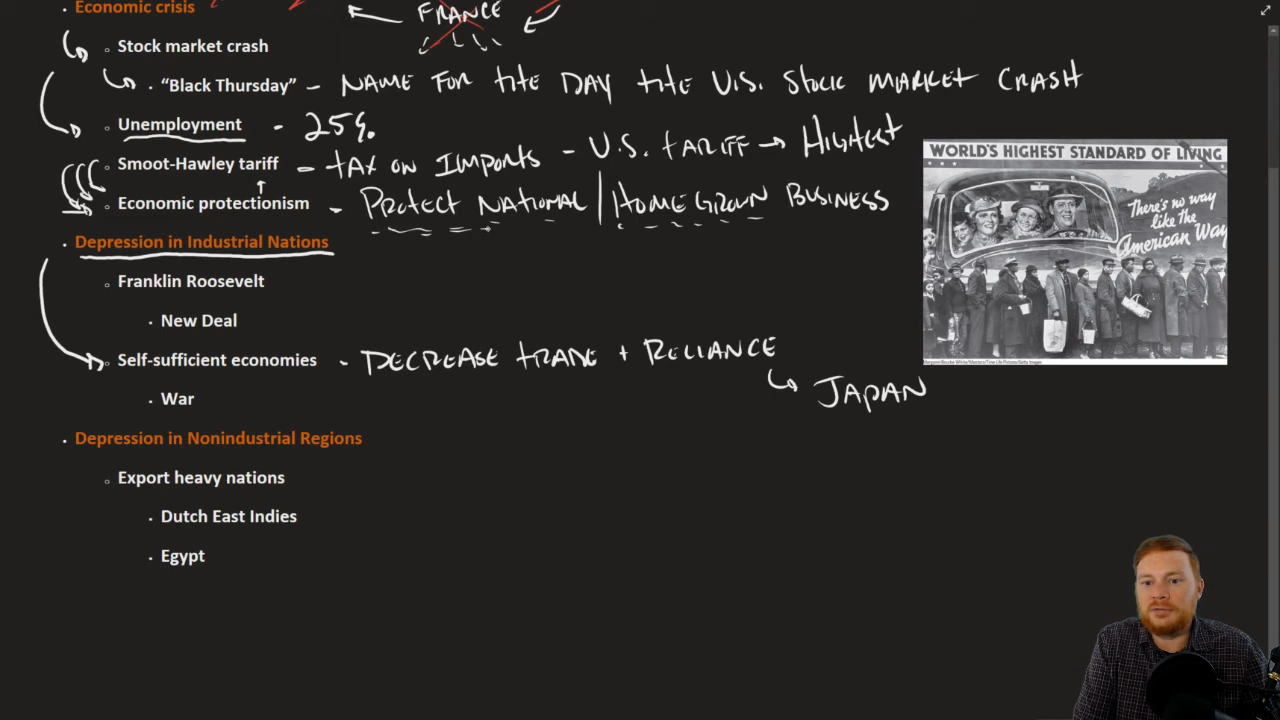 Economic crisis
FRANCE
Stock market crash
"Black Thursday" - NAME FOR THE DAY THE U.S. STOCK MARKET CRASH
Unemployment - 25%
Smoot-Hawley tariff - TAX ON IMPORTS - U.S. TARIFF → HIGHEST
Economic protectionism - PROTECT NATIONAL | HOMEGROWN BUSINESS
WORLD'S HIGHEST STANDARD OF LIVING
There's no way
like the
American Way
Depression in Industrial Nations
Franklin Roosevelt
New Deal
Self-sufficient economies - DECREASE TRADE + RELIANCE
JAPAN
War
Depression in Nonindustrial Regions
Export heavy nations
Dutch East Indies
Egypt